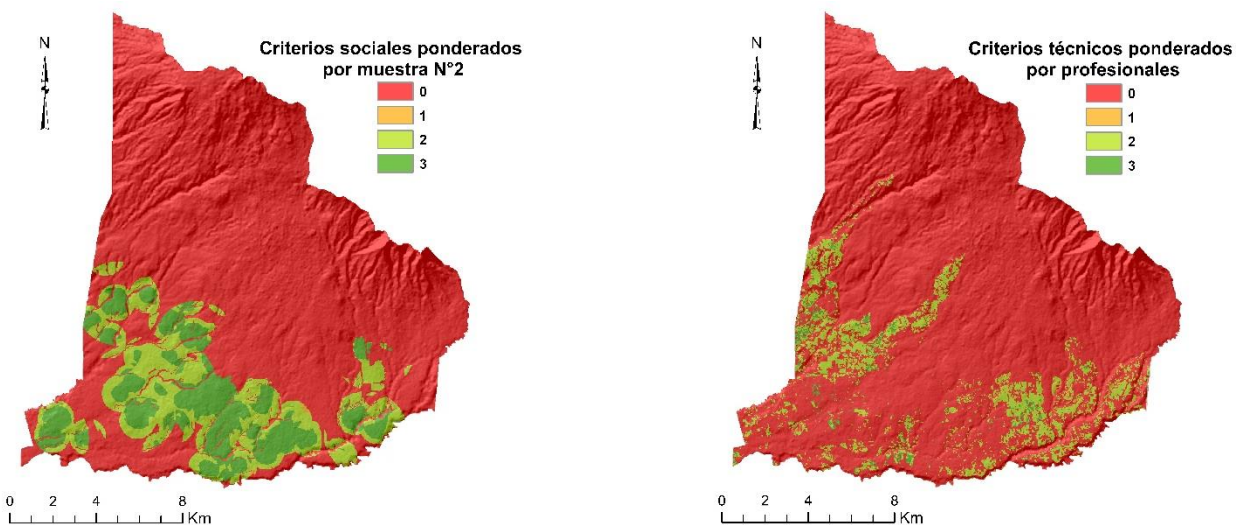 N
Criterios sociales ponderados
por muestra N°2
0
1
2
3
0 2 4 8
Km
N
Criterios técnicos ponderados
por profesionales
0
1
2
3
0 2 4 8
Km